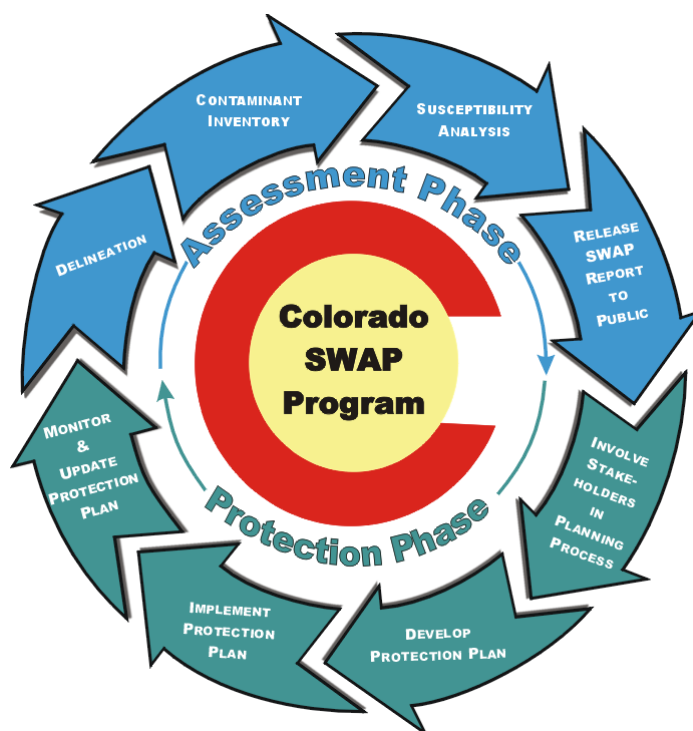 Contaminant
Inventory
Susceptibility
Analysis
Release
SWAP
Report
to
Public
Involve
Stake-
holders
in
Planning
Process
Develop
Protection Plan
Implement
Protection
Plan
Monitor
&
Update
Protection
Plan
Delineation
Assessment Phase
Colorado
SWAP
Program
Protection Phase